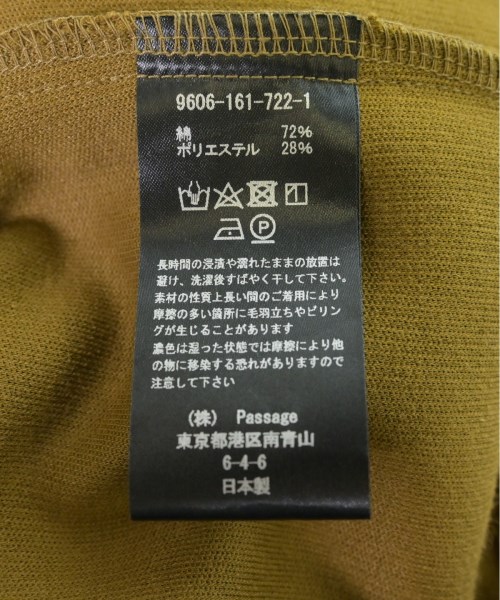 9606-161-722-1
綿 72%
ポリエステル 28%
P
長時間の浸漬や濡れたままの放置は
避け、洗濯後すばやく干して下さい。
素材の性質上長い間のご着用により
摩擦の多い箇所に毛羽立ちやピリン
グが生じることがあります
濃色は湿った状態では摩擦により他
の物に移染する恐れがありますので
注意して下さい
(株) Passage
東京都港区南青山
6-4-6
日本製